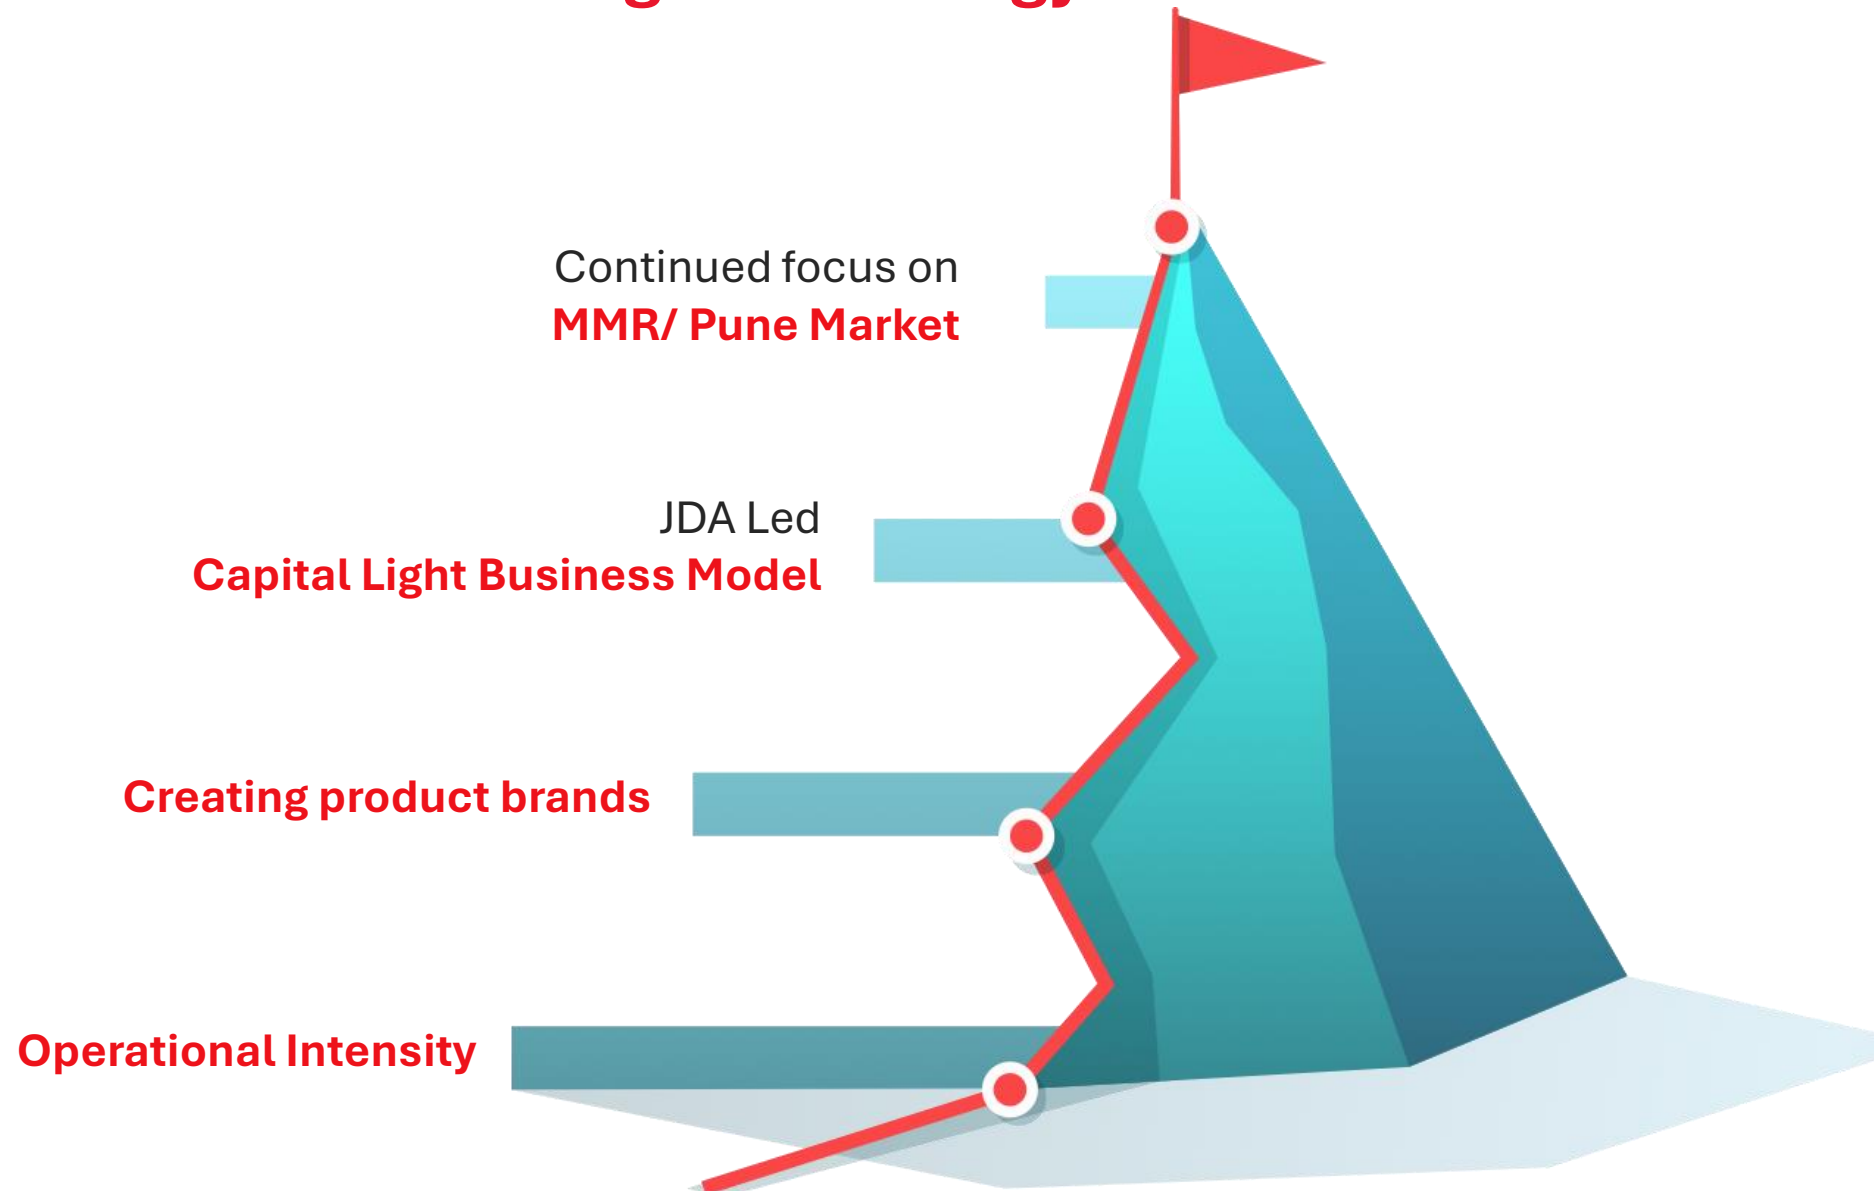 Continued focus on
MMR/ Pune Market
JDA Led
Capital Light Business Model
Creating product brands
Operational Intensity